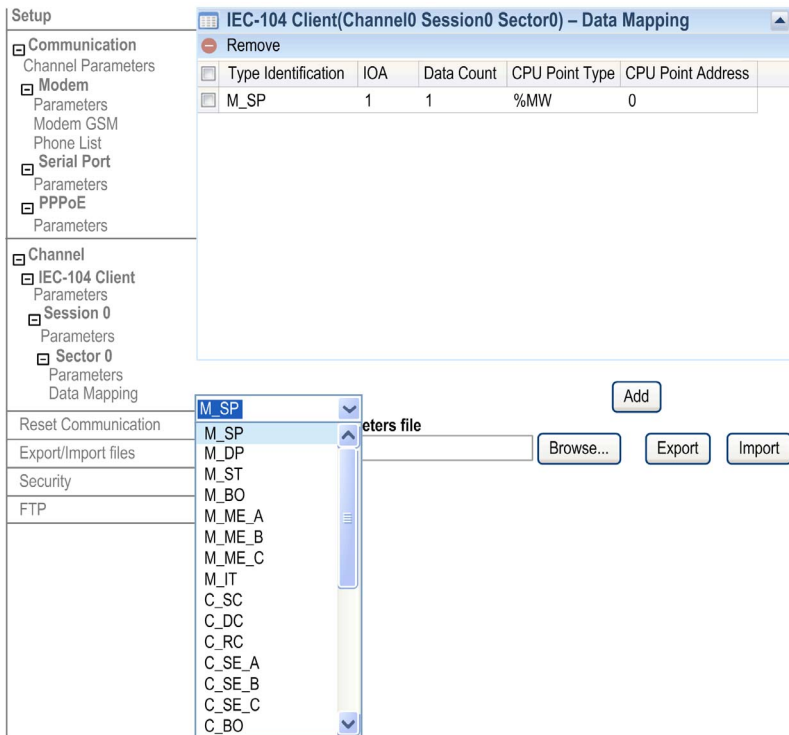 Setup
Communication
Channel Parameters
Modem
Parameters
Modem GSM
Phone List
Serial Port
Parameters
PPPoE
Parameters
Channel
IEC-104 Client
Parameters
Session 0
Parameters
Sector 0
Parameters
Data Mapping
Reset Communication
Export/Import files
Security
FTP
IEC-104 Client(Channel0 Session0 Sector0) – Data Mapping
Remove
Type Identification IOA Data Count CPU Point Type CPU Point Address
M_SP 1 1 %MW 0
Add
M_SP
eters file
Browse... Export Import
M_SP
M_DP
M_ST
M_BO
M_ME_A
M_ME_B
M_ME_C
M_IT
C_SC
C_DC
C_RC
C_SE_A
C_SE_B
C_SE_C
C_BO